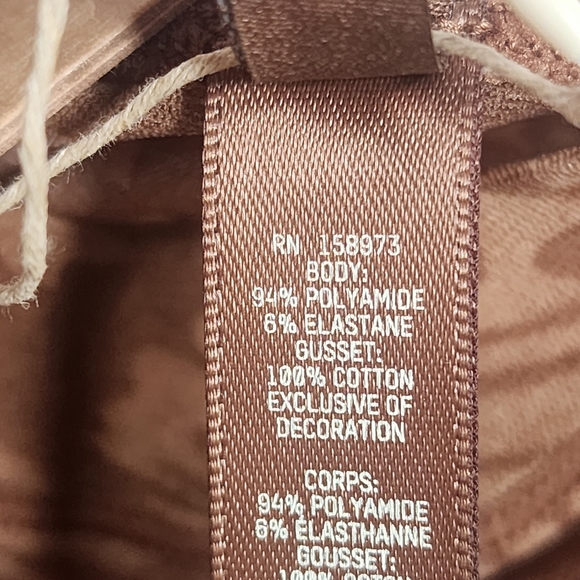 RN 158973
BODY:
94% POLYAMIDE
6% ELASTANE
GUSSET:
100% COTTON
EXCLUSIVE OF
DECORATION
CORPS:
94% POLYAMIDE
6% ÉLASTHANNE
GOUSSET:
100%